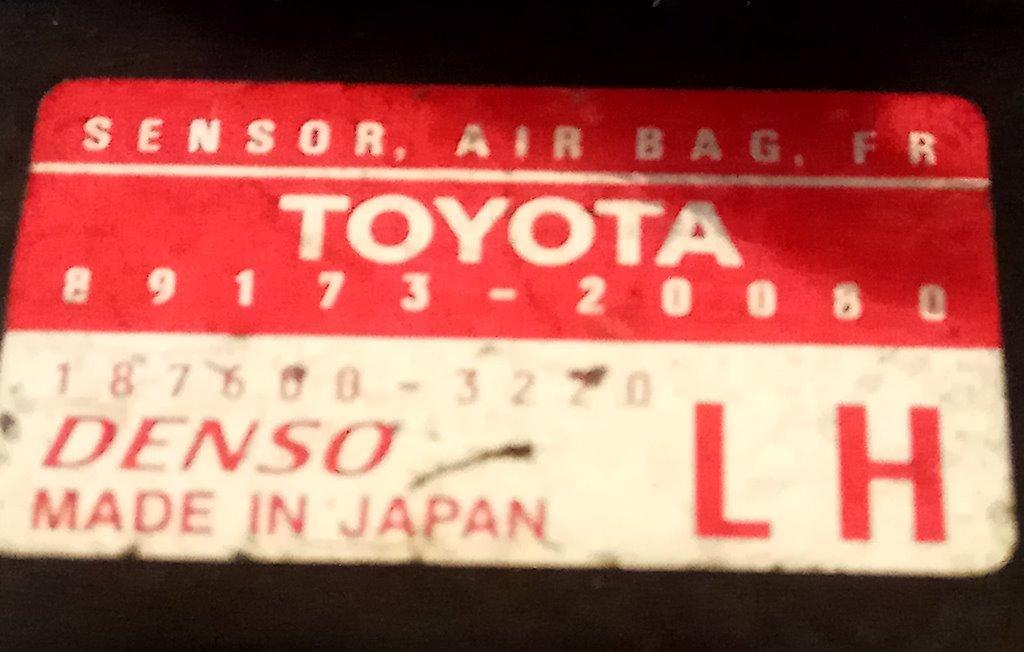 SENSOR, AIR BAG, FR
TOYOTA
89173-20080
DENSO
MADE IN JAPAN
LH